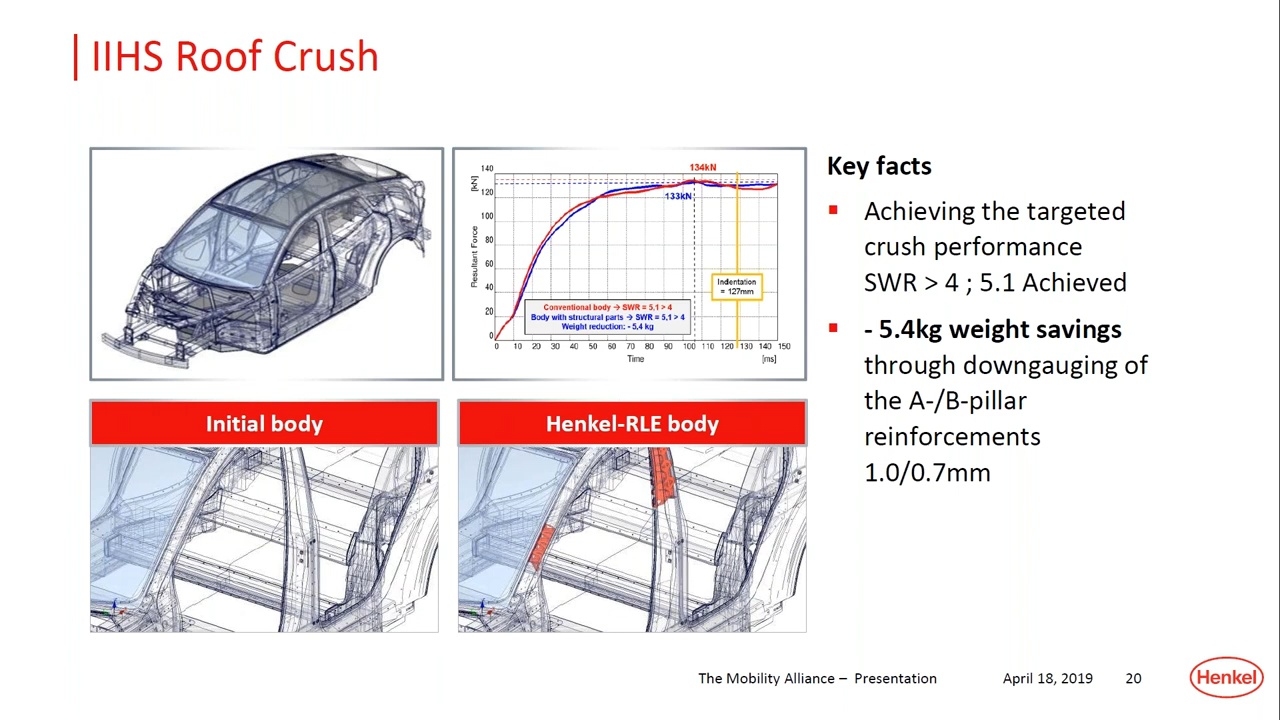 IIHS Roof Crush
134kN
133kN
[kN]
Resultant Force
140
120
100
80
60
40
20
0
0 10 20 30 40 50 60 70 80 90 100 110 120 130 140 150
Time
[ms]
Indentation
= 127mm
Conventional body → SWR = 5,1 > 4
Body with structural parts → SWR = 5,1 > 4
Weight reduction: - 5,4 kg
Initial body
Henkel-RLE body
Key facts
Achieving the targeted
crush performance
SWR > 4 ; 5.1 Achieved
- 5.4kg weight savings
through downgauging of
the A-/B-pillar
reinforcements
1.0/0.7mm
The Mobility Alliance – Presentation
April 18, 2019
20
Henkel